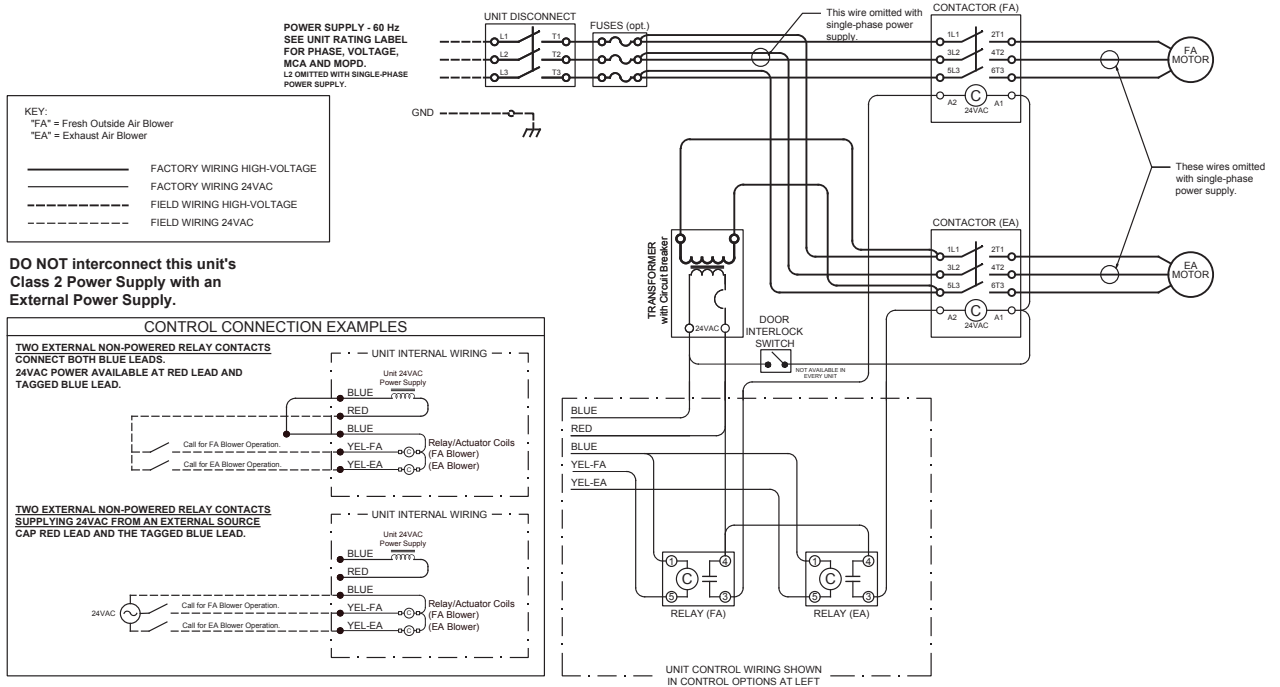 POWER SUPPLY - 60 Hz
SEE UNIT RATING LABEL
FOR PHASE, VOLTAGE,
MCA AND MOPD.
L2 OMITTED WITH SINGLE-PHASE
POWER SUPPLY.
UNIT DISCONNECT
L1 T1
L2 T2
L3 T3
FUSES (opt.)
This wire omitted with
single-phase power
supply.
CONTACTOR (FA)
1L1 2T1
3L2 4T2
5L3 6T3
A2 C A1
24VAC
FA
MOTOR
GND
KEY:
"FA" = Fresh Outside Air Blower
"EA" = Exhaust Air Blower
FACTORY WIRING HIGH-VOLTAGE
FACTORY WIRING 24VAC
FIELD WIRING HIGH-VOLTAGE
FIELD WIRING 24VAC
These wires omitted
with single-phase
power supply.
CONTACTOR (EA)
1L1 2T1
3L2 4T2
5L3 6T3
A2 C A1
24VAC
EA
MOTOR
TRANSFORMER
with Circuit Breaker
24VAC
DOOR
INTERLOCK
SWITCH
NOT AVAILABLE IN
EVERY UNIT
DO NOT interconnect this unit's
Class 2 Power Supply with an
External Power Supply.
CONTROL CONNECTION EXAMPLES
TWO EXTERNAL NON-POWERED RELAY CONTACTS
CONNECT BOTH BLUE LEADS.
24VAC POWER AVAILABLE AT RED LEAD AND
TAGGED BLUE LEAD.
UNIT INTERNAL WIRING
Unit 24VAC
Power Supply
BLUE
RED
BLUE
YEL-FA C
YEL-EA C
Relay/Actuator Coils
(FA Blower)
(EA Blower)
Call for FA Blower Operation.
Call for EA Blower Operation.
TWO EXTERNAL NON-POWERED RELAY CONTACTS
SUPPLYING 24VAC FROM AN EXTERNAL SOURCE
CAP RED LEAD AND THE TAGGED BLUE LEAD.
UNIT INTERNAL WIRING
Unit 24VAC
Power Supply
BLUE
RED
BLUE
YEL-FA C
YEL-EA C
Relay/Actuator Coils
(FA Blower)
(EA Blower)
24VAC
Call for FA Blower Operation.
Call for EA Blower Operation.
BLUE
RED
BLUE
YEL-FA
YEL-EA
1 4
C
5 3
RELAY (FA)
1 4
C
5 3
RELAY (EA)
UNIT CONTROL WIRING SHOWN
IN CONTROL OPTIONS AT LEFT